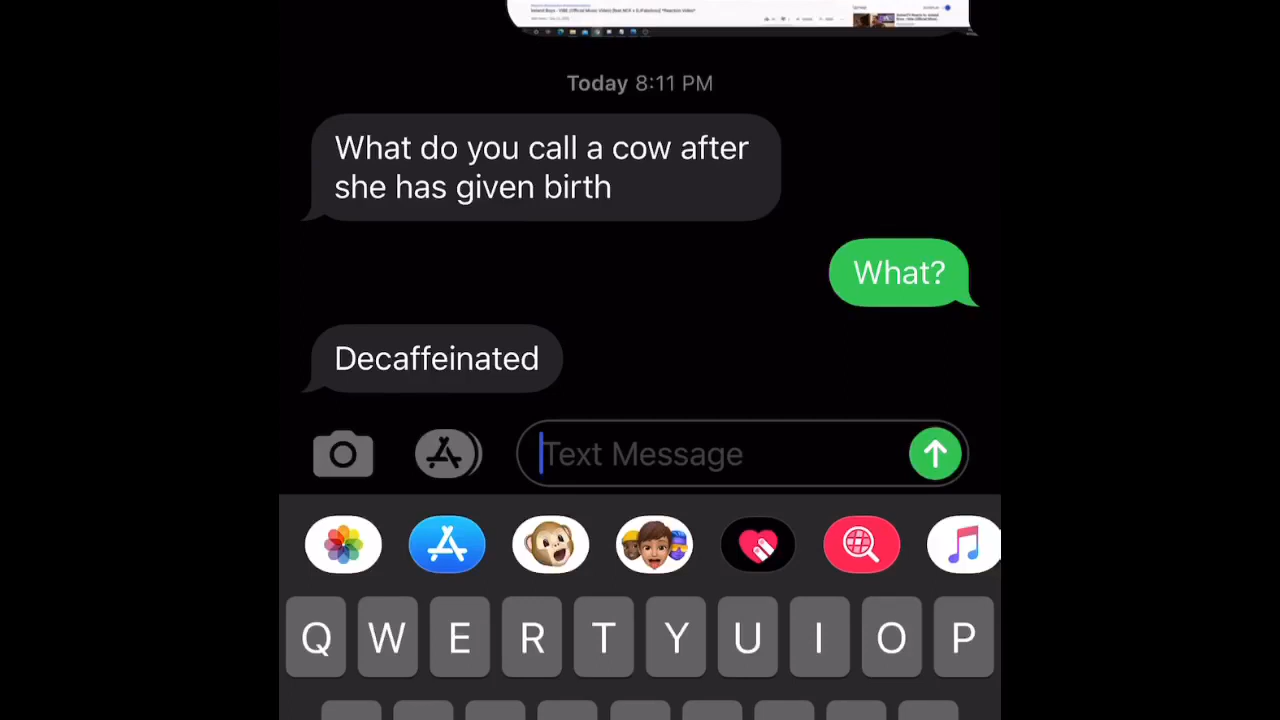 Today 8:11 PM
What do you call a cow after
she has given birth
What?
Decaffeinated
Text Message
Q W E R T Y U I O P